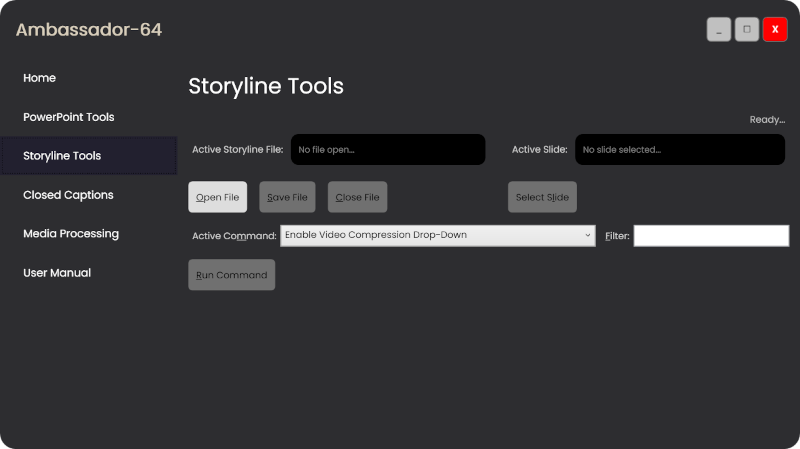 Ambassador-64
_ □ X
Home
PowerPoint Tools
Storyline Tools
Closed Captions
Media Processing
User Manual
Storyline Tools
Ready...
Active Storyline File: No file open... Active Slide: No slide selected...
Open File Save File Close File Select Slide
Active Command: Enable Video Compression Drop-Down Filter:
Run Command